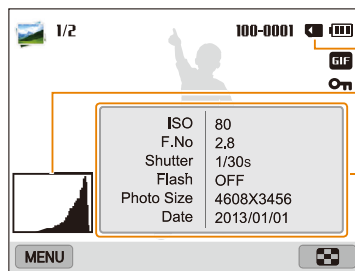 1/2 100-0001
GIF
ISO 80
F.No 2.8
Shutter 1/30s
Flash OFF
Photo Size 4608X3456
Date 2013/01/01
MENU